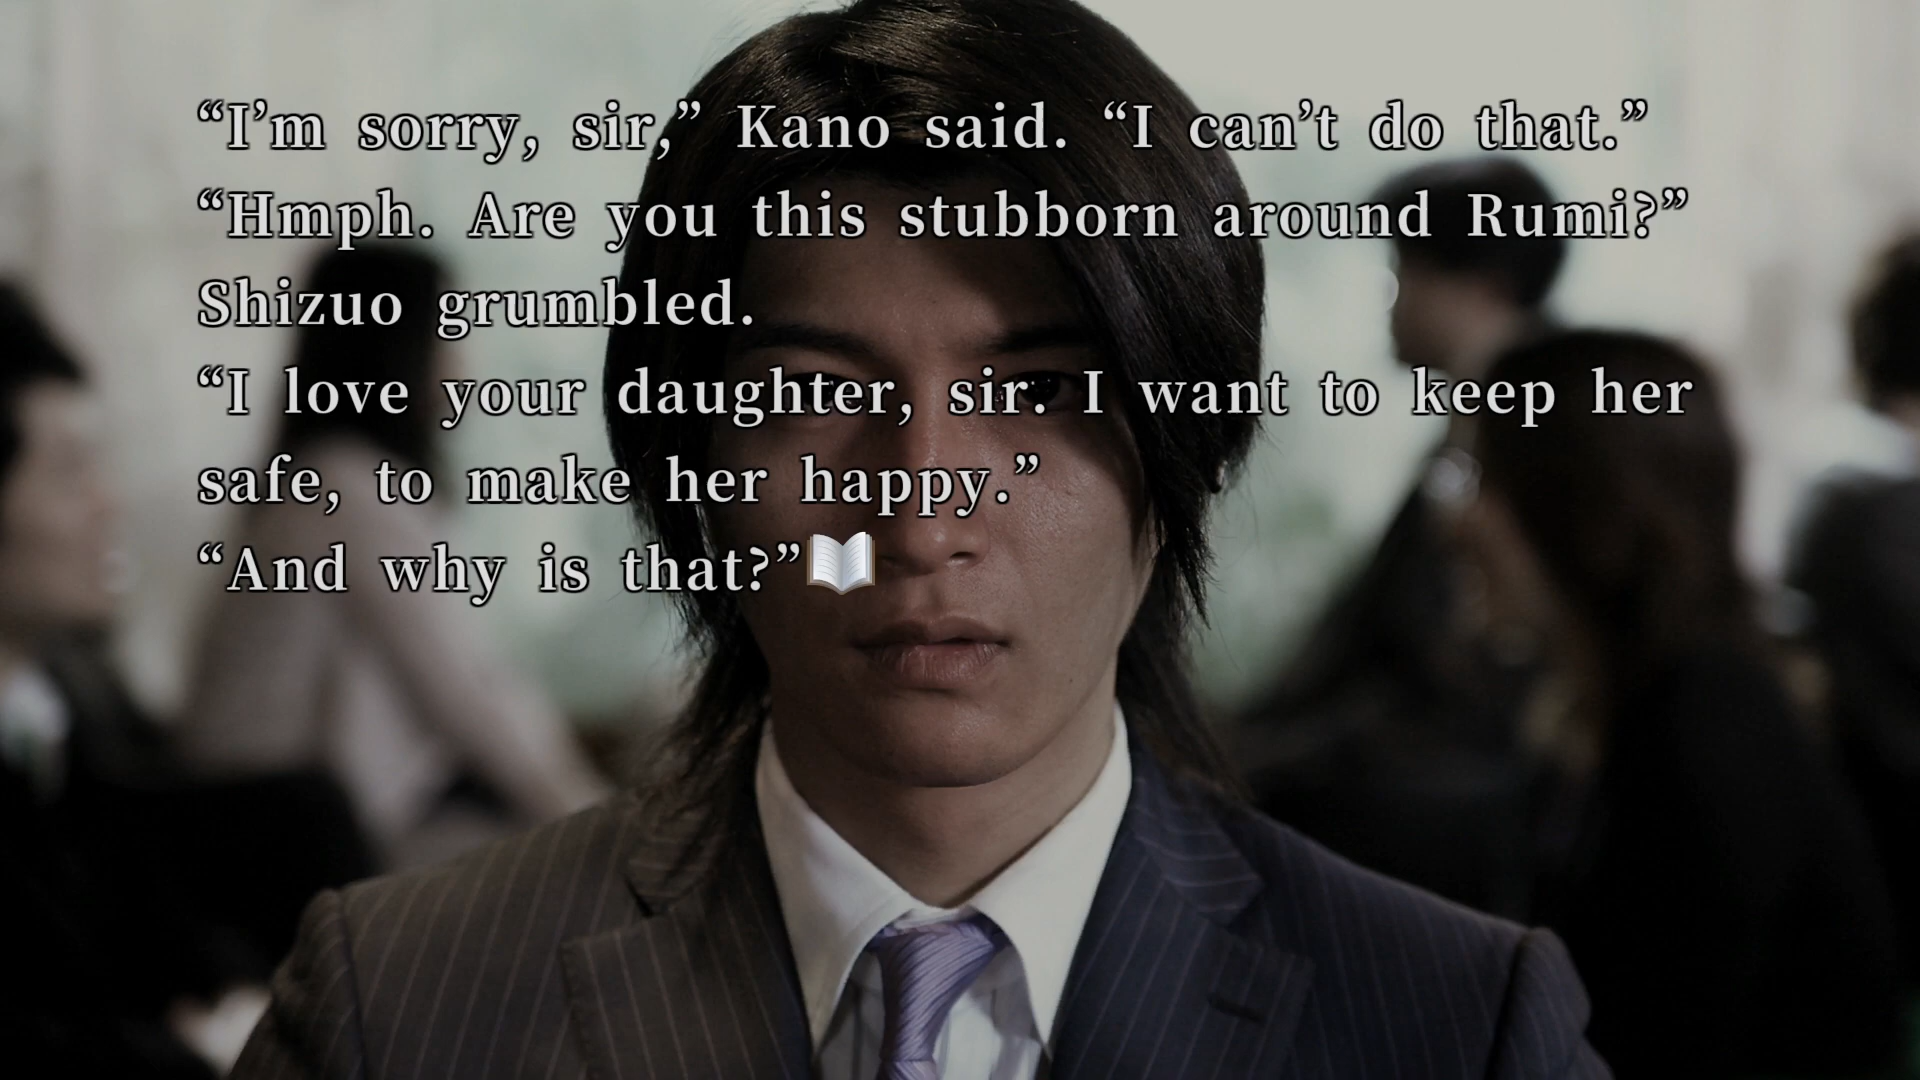 “I’m sorry, sir,” Kano said. “I can’t do that.”
“Hmph. Are you this stubborn around Rumi?”
Shizuo grumbled.
“I love your daughter, sir. I want to keep her
safe, to make her happy.”
“And why is that?”